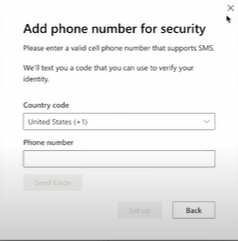 Add phone number for security
Please enter a valid cell phone number that supports SMS.
We'll text you a code that you can use to verify your
identity.
Country code
United States (+1)
Phone number
Send Code
Set up
Back